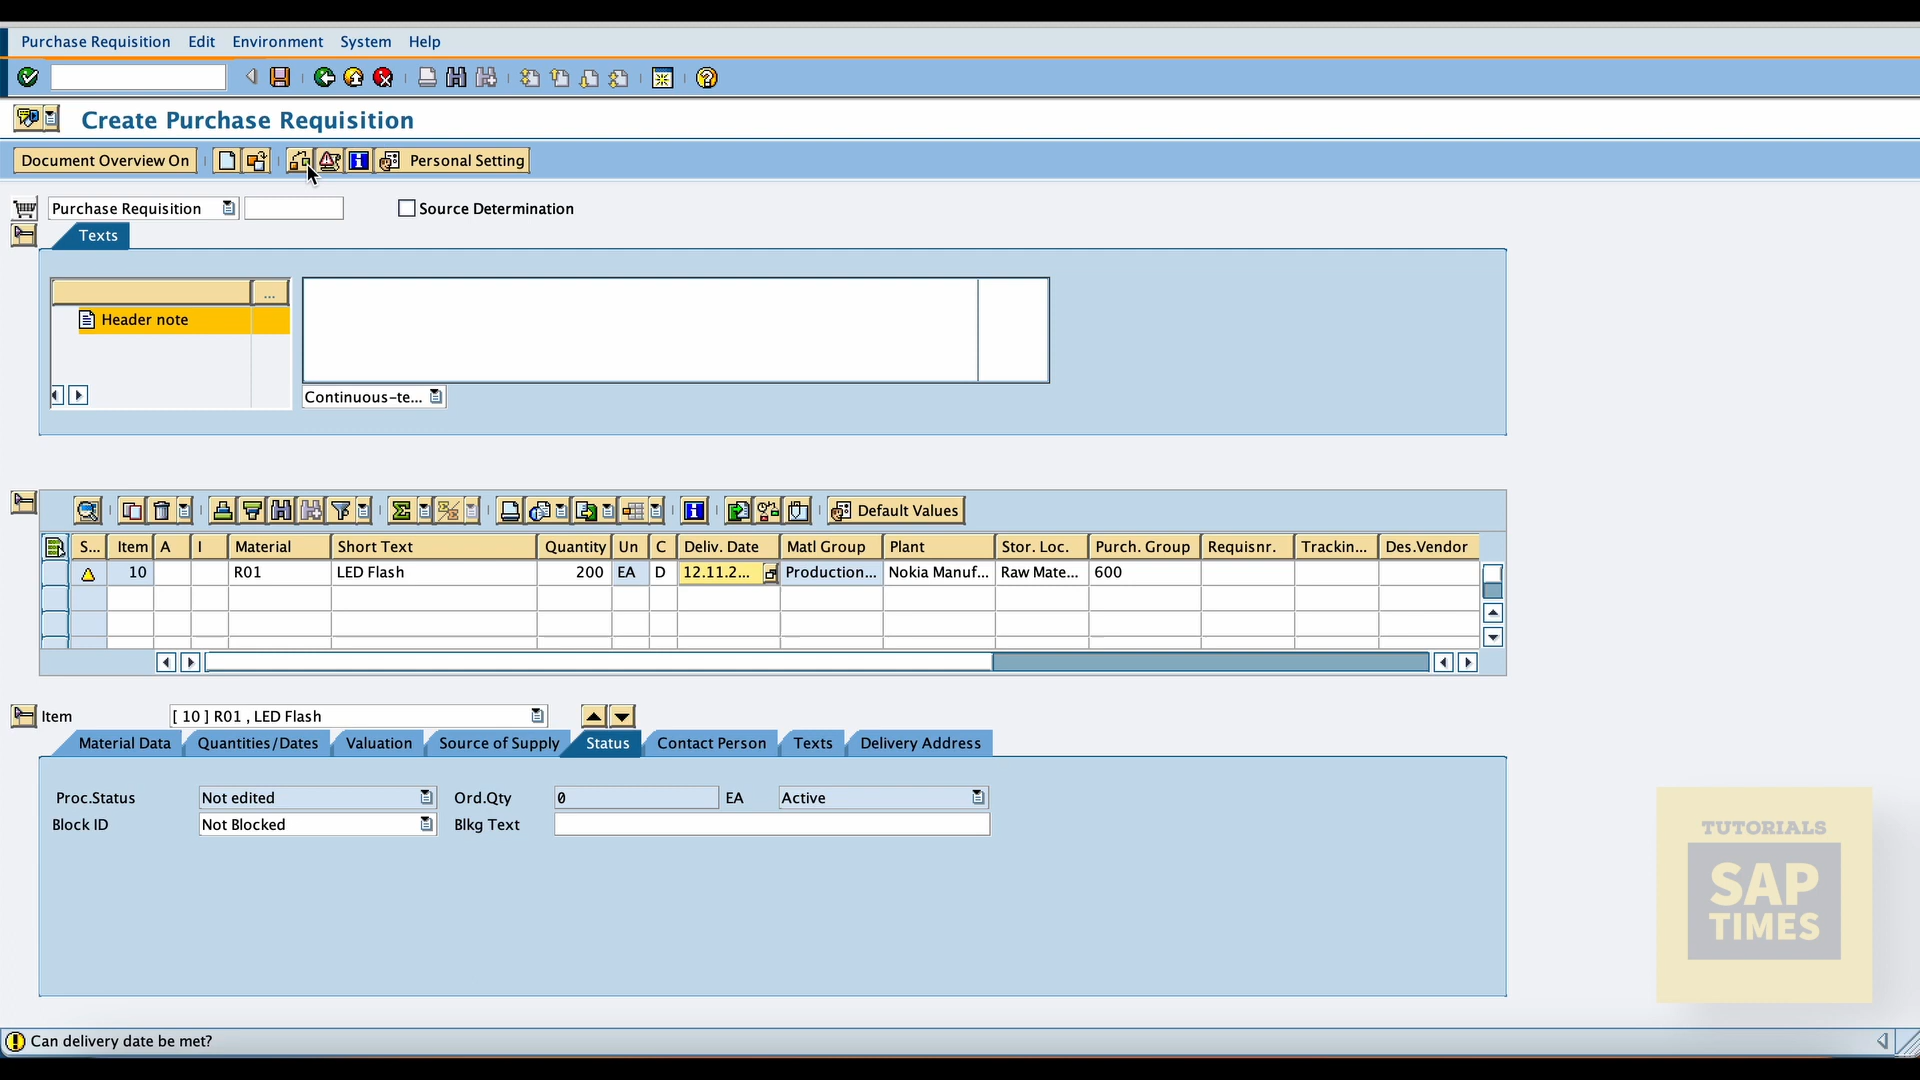 Purchase Requisition Edit Environment System Help
Create Purchase Requisition
Document Overview On Personal Setting
Purchase Requisition Source Determination
Texts
...
Header note
Continuous-te...
Default Values
S... Item A I Material Short Text Quantity Un C Deliv. Date Matl Group Plant Stor. Loc. Purch. Group Requisnr. Trackin... Des.Vendor
10 R01 LED Flash 200 EA D 12.11.2... Production... Nokia Manuf... Raw Mate... 600
Item [ 10 ] R01 , LED Flash
Material Data Quantities/Dates Valuation Source of Supply Status Contact Person Texts Delivery Address
Proc.Status Not edited Ord.Qty 0 EA Active
Block ID Not Blocked Blkg Text
TUTORIALS
SAP
TIMES
Can delivery date be met?